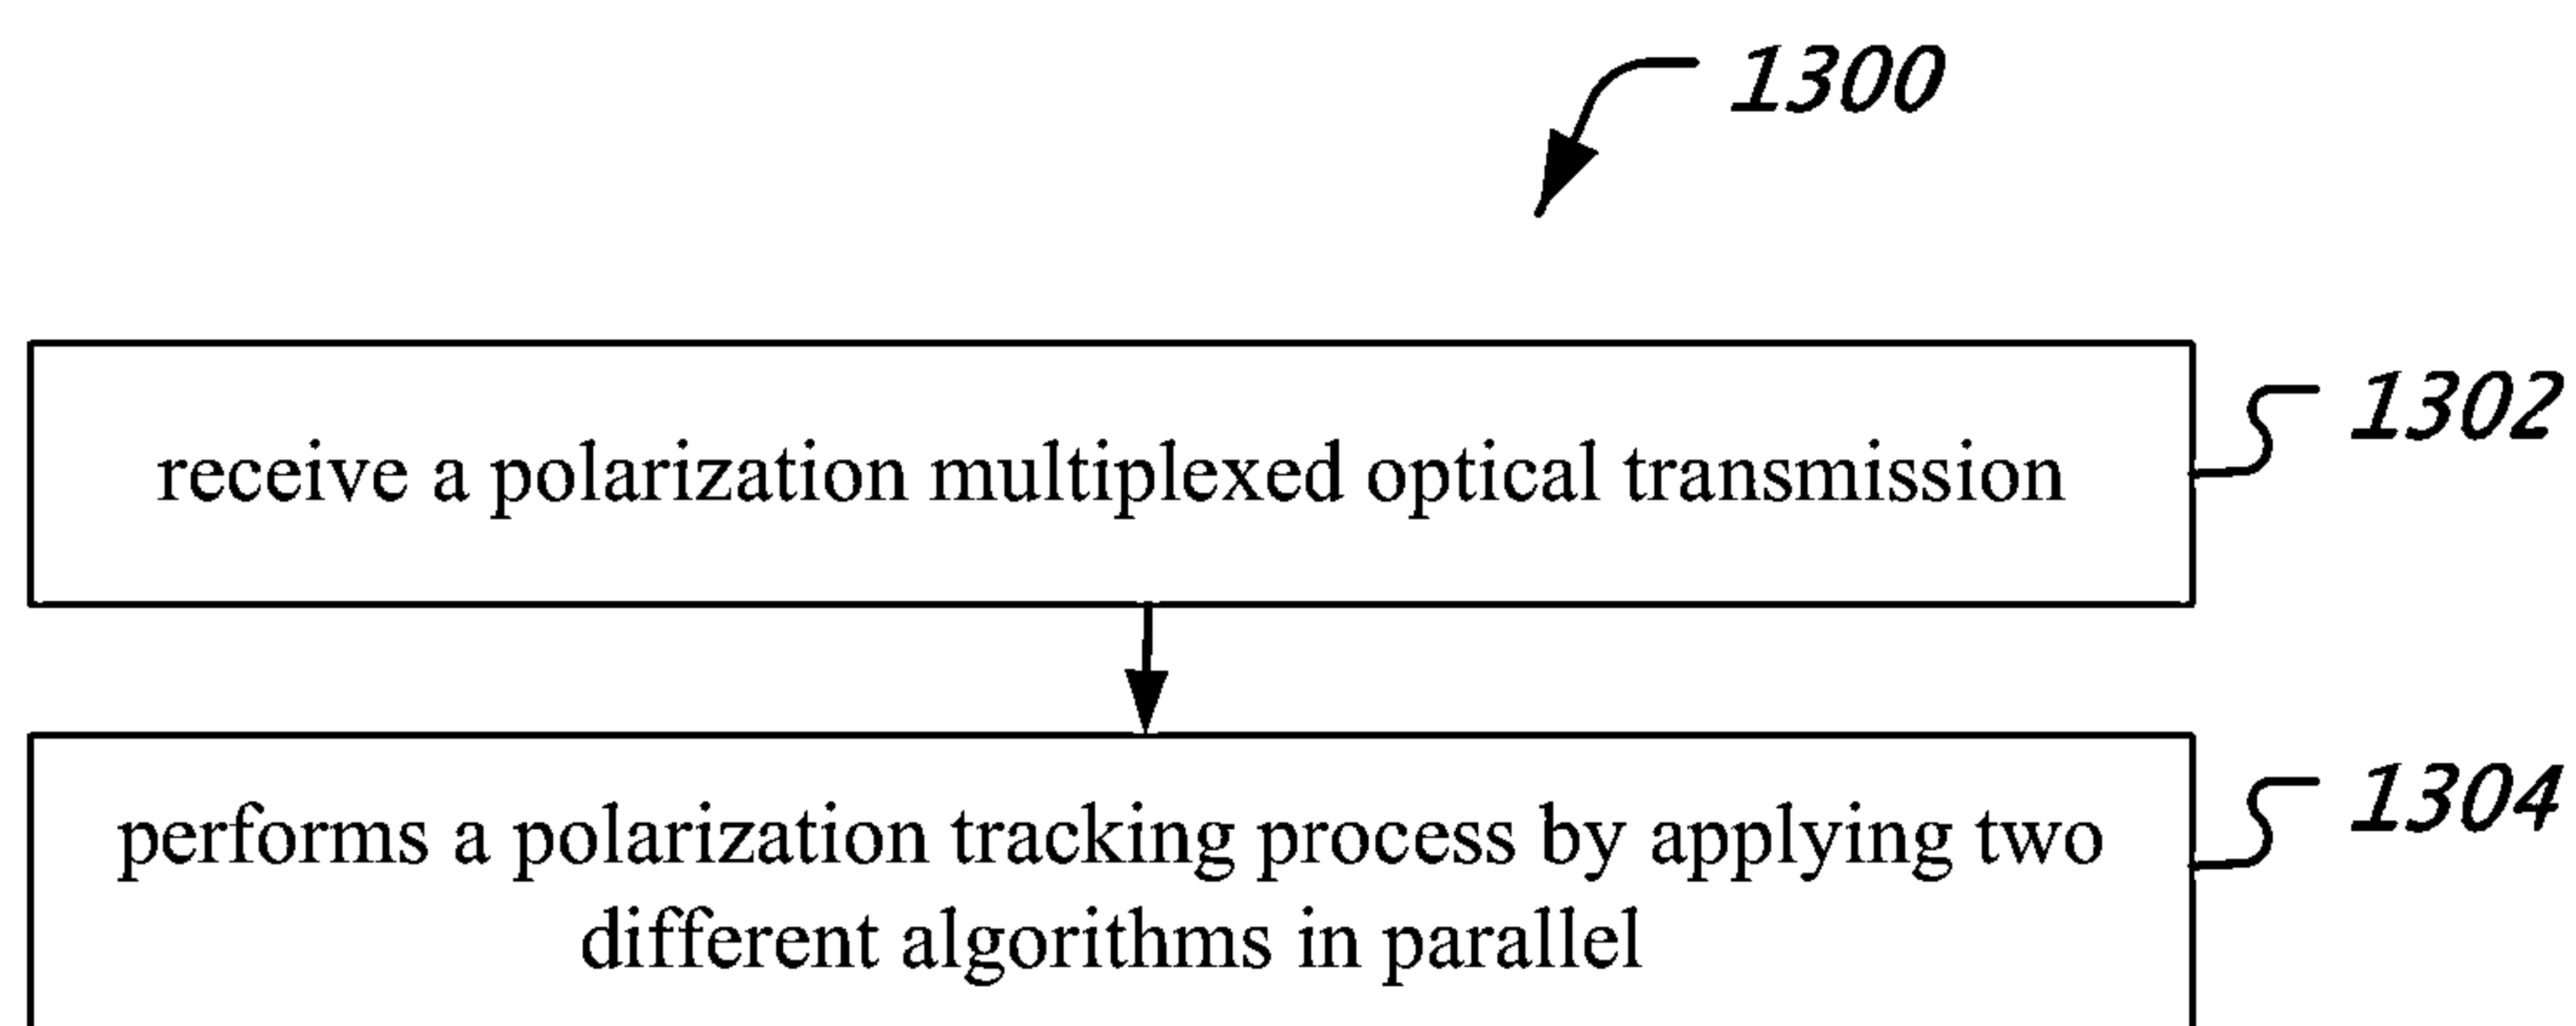 1300
receive a polarization multiplexed optical transmission
1302
performs a polarization tracking process by applying two
different algorithms in parallel
1304